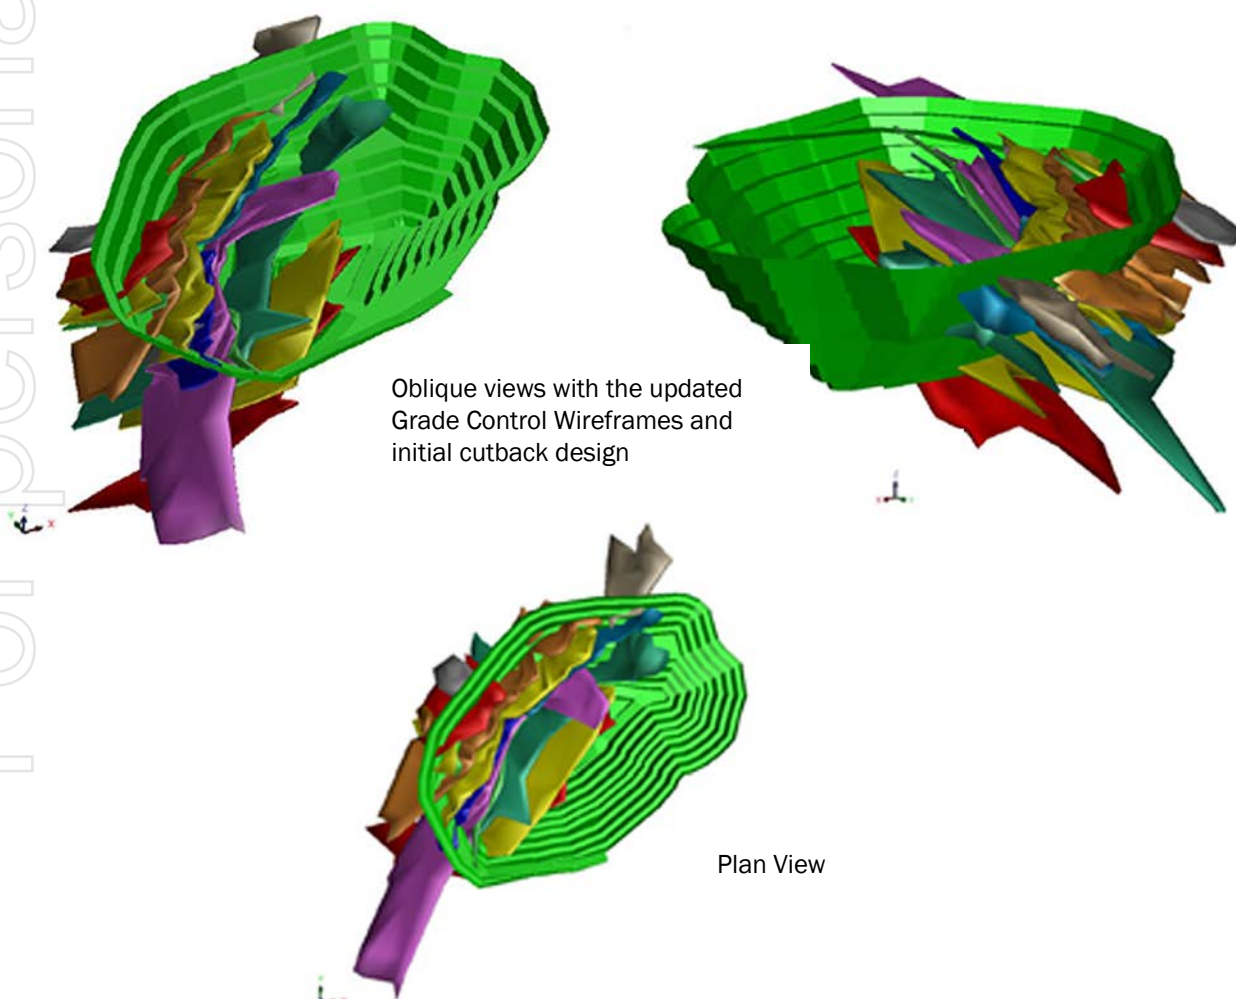 Oblique views with the updated
Grade Control Wireframes and
initial cutback design
Plan View